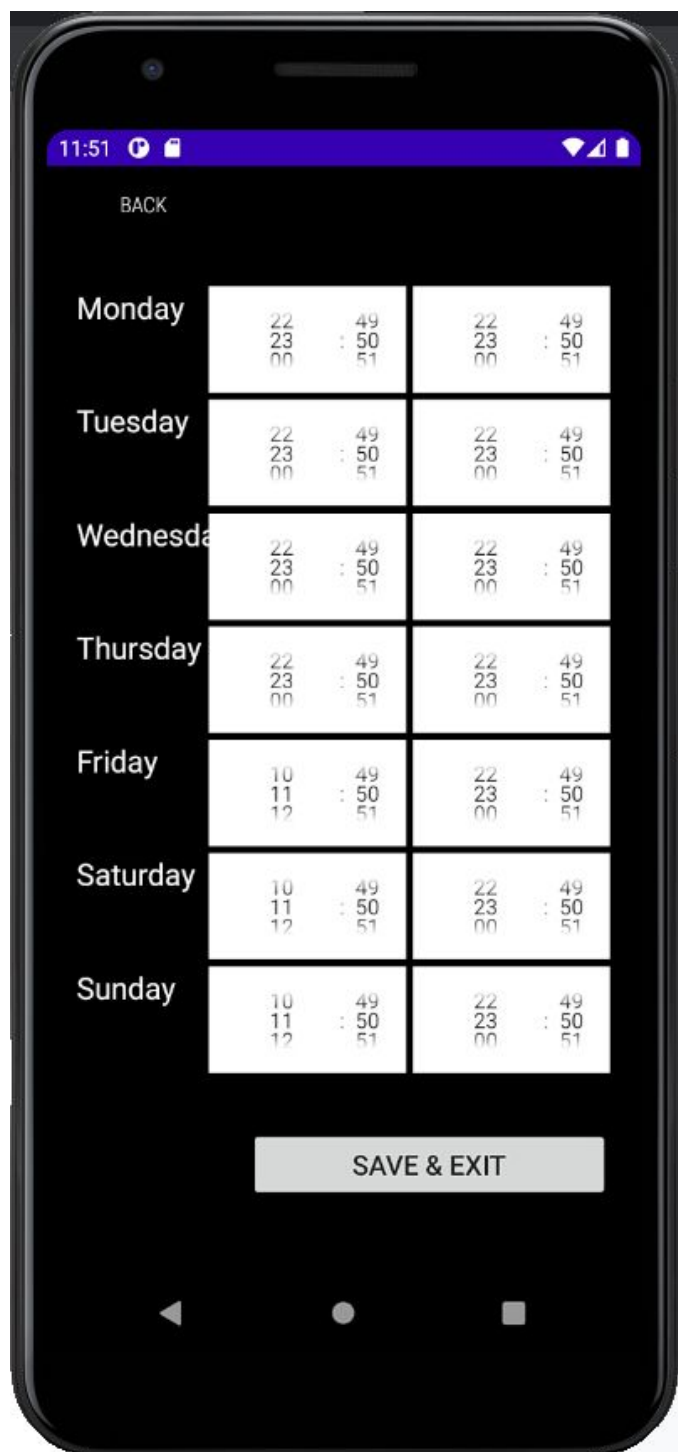 11:51
BACK
Monday
22 49 22 49
23 : 50 23 : 50
00 51 00 51
Tuesday
22 49 22 49
23 : 50 23 : 50
00 51 00 51
Wednesda
22 49 22 49
23 : 50 23 : 50
00 51 00 51
Thursday
22 49 22 49
23 : 50 23 : 50
00 51 00 51
Friday
10 49 22 49
11 : 50 23 : 50
12 51 00 51
Saturday
10 49 22 49
11 : 50 23 : 50
12 51 00 51
Sunday
10 49 22 49
11 : 50 23 : 50
12 51 00 51
SAVE & EXIT